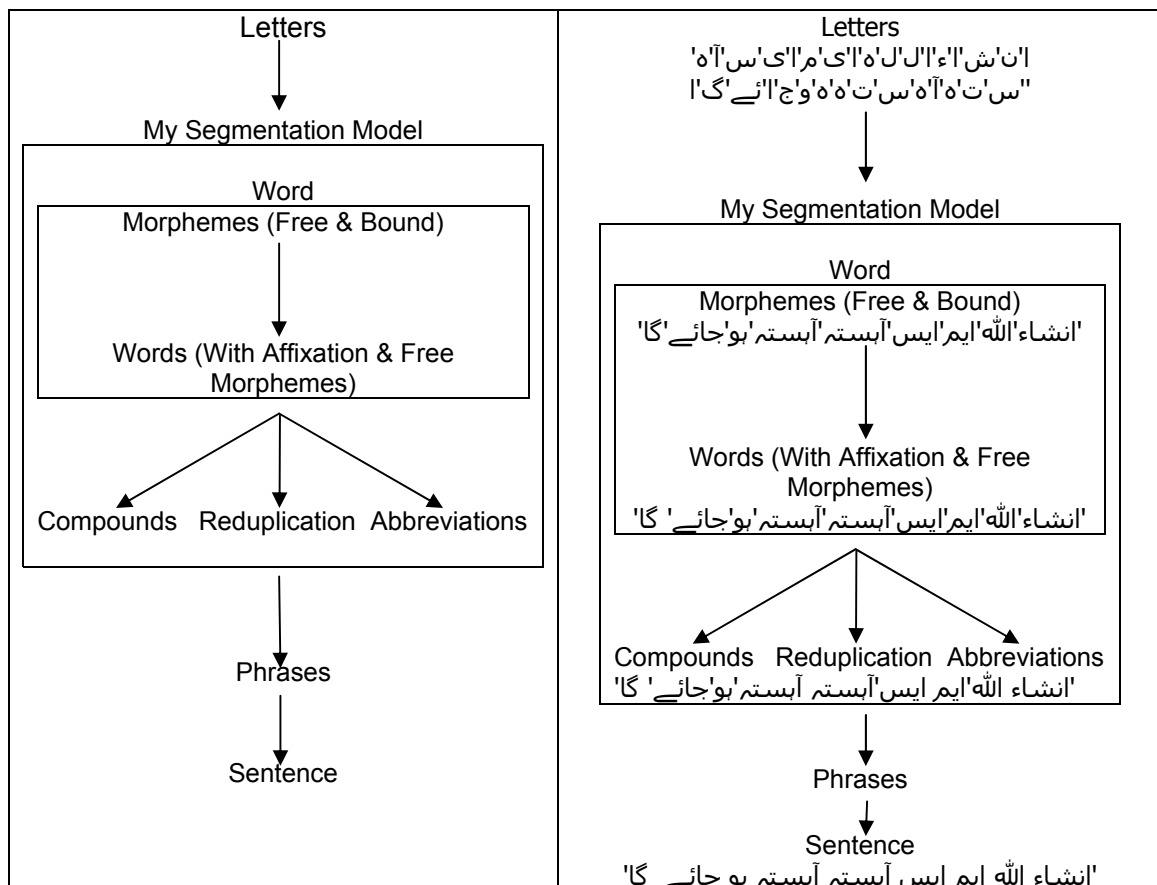 Letters
My Segmentation Model
Word
Morphemes (Free & Bound)
Words (With Affixation & Free
Morphemes)
Compounds Reduplication Abbreviations
Phrases
Sentence
Letters
'ا'ن'ش'ا'ء'ا'ل'ل'ه'ا'ی'م'ا'ی'س'آ'ہ
س'ت'ہ'آ'ہ'س'ت'ہ'ہ'و'ج'ا'ئے'گ'ا''
My Segmentation Model
Word
Morphemes (Free & Bound)
'انشاء'اللہ'ایم'ایس'آہستہ'آہستہ'ہو'جائے'گا'
Words (With Affixation & Free
Morphemes)
'انشاء'اللہ'ایم'ایس'آہستہ'آہستہ'ہو'جائے' گا'
Compounds Reduplication Abbreviations
'انشاء اللہ'ایم ایس'آہستہ آہستہ'ہو'جائے' گا'
Phrases
Sentence
'انشاء اللہ ایم ایس آہستہ آہستہ ہو جائے گا'